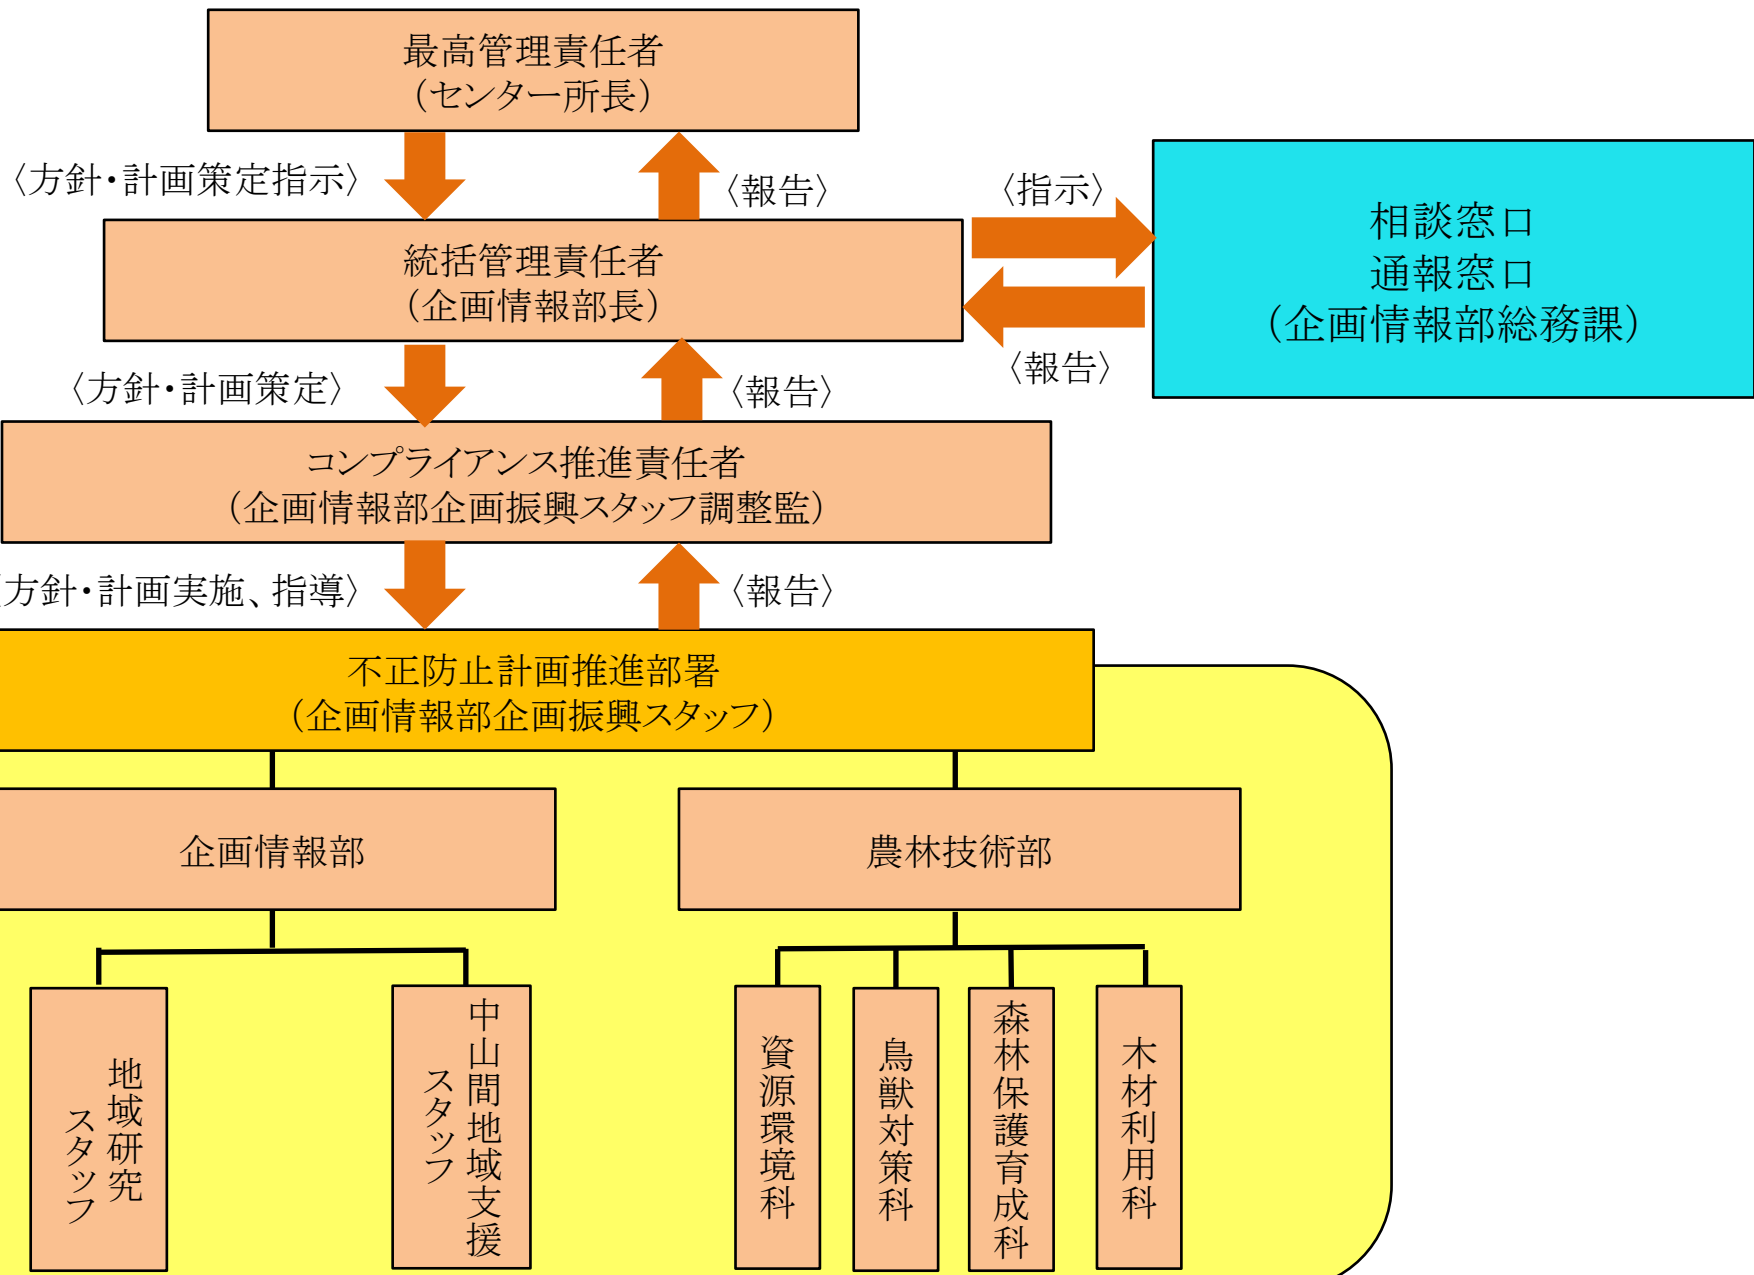 最高管理責任者
(センター所長)
〈方針・計画策定指示〉
〈報告〉
〈指示〉
統括管理責任者
(企画情報部長)
相談窓口
通報窓口
(企画情報部総務課)
〈報告〉
〈方針・計画策定〉
〈報告〉
コンプライアンス推進責任者
(企画情報部企画振興スタッフ調整監)
〈方針・計画実施、指導〉
〈報告〉
不正防止計画推進部署
(企画情報部企画振興スタッフ)
企画情報部
農林技術部
地域研究
スタッフ
中山間地域支援
スタッフ
資源環境科
鳥獣対策科
森林保護育成科
木材利用科